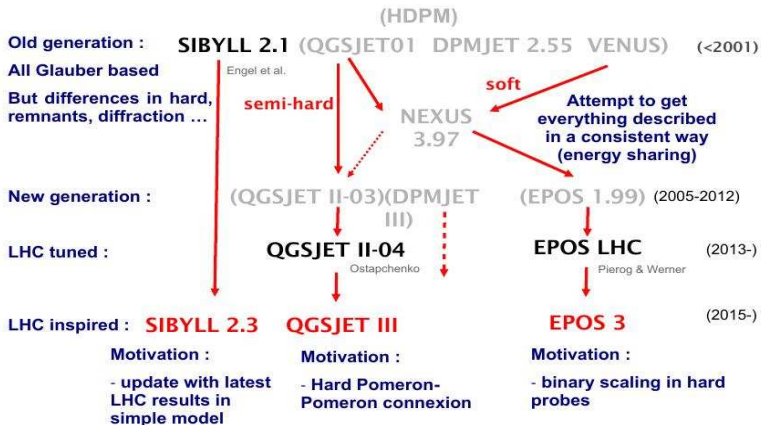 (HDPM)
Old generation : SIBYLL 2.1 (QGSJET01 DPMJET 2.55 VENUS) (<2001)
All Glauber based
Engel et al.
But differences in hard,
remnants, diffraction ...
semi-hard
soft
NEXUS
3.97
Attempt to get
everything described
in a consistent way
(energy sharing)
New generation : (QGSJET II-03)(DPMJET
III)
(EPOS 1.99) (2005-2012)
LHC tuned : QGSJET II-04 EPOS LHC (2013-)
Ostapchenko
Pierog & Werner
LHC inspired : SIBYLL 2.3 QGSJET III EPOS 3 (2015-)
Motivation :
- update with latest
LHC results in
simple model
Motivation :
- Hard Pomeron-
Pomeron connexion
Motivation :
- binary scaling in hard
probes